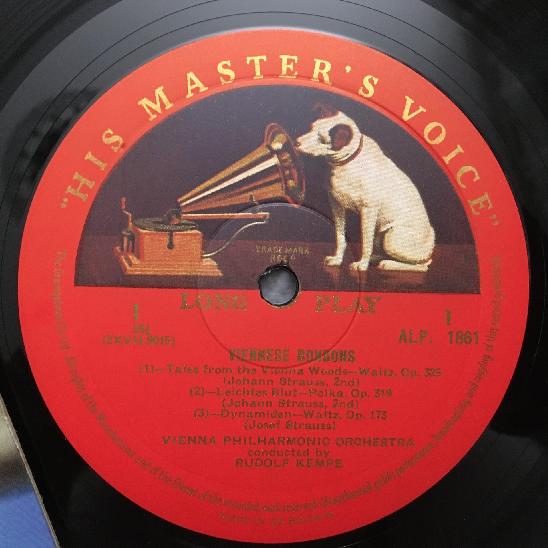 "HIS MASTER'S VOICE"
TRADE MARK
REGD
LONG PLAY
1
ALP. 1861
VIENNESE BONBONS
(1)—Tales from the Vienna Woods—Waltz, Op. 325
(Johann Strauss, 2nd)
(2)—Leichtes Blut—Polka, Op. 319
(Johann Strauss, 2nd)
(3)—Dynamiden—Waltz, Op. 173
(Josef Strauss)
VIENNA PHILHARMONIC ORCHESTRA
conducted by
RUDOLF KEMPE